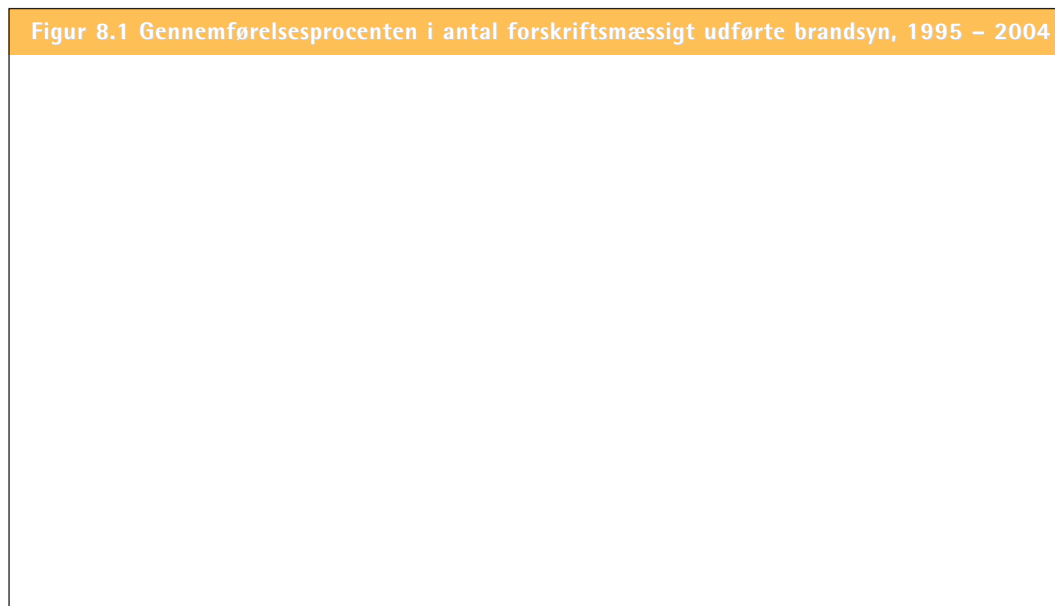 Figur 8.1 Gennemførelsesprocenten i antal forskriftsmæssigt udførte brandsyn, 1995 – 2004